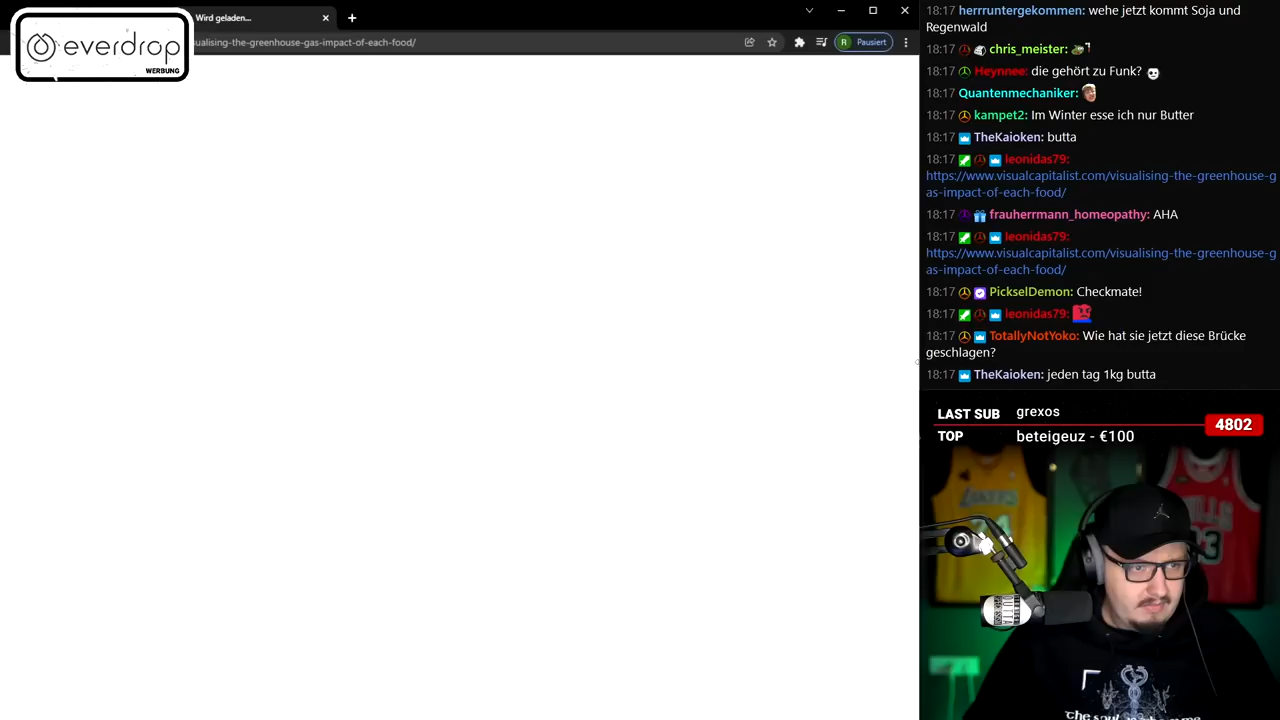 everdrop
WERBUNG
Wird geladen...
ualising-the-greenhouse-gas-impact-of-each-food/
R Pausiert
18:17 herrruntergekommen: wehe jetzt kommt Soja und
Regenwald
18:17 chris_meister:
18:17 Heynnee: die gehört zu Funk?
Quantenmechaniker:
18:17 kampet2: Im Winter esse ich nur Butter
18:17 TheKaioken: butta
18:17 leonidas79:
https://www.visualcapitalist.com/visualising-the-greenhouse-g
as-impact-of-each-food/
18:17 frauherrmann_homeopathy: AHA
18:17 leonidas79:
https://www.visualcapitalist.com/visualising-the-greenhouse-g
as-impact-of-each-food/
18:17 PickselDemon: Checkmate!
18:17 leonidas79:
18:17 TotallyNotYoko: Wie hat sie jetzt diese Brücke
geschlagen?
18:17 TheKaioken: jeden tag 1kg butta
LAST SUB grexos
TOP beteigeuz - €100
4802